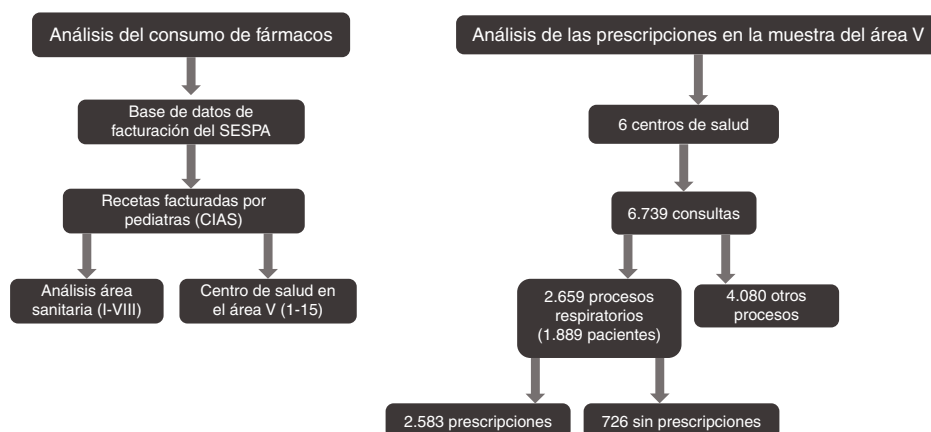 Análisis del consumo de fármacos
Base de datos de
facturación del SESPA
Recetas facturadas por
pediatras (CIAS)
Análisis área
sanitaria (I-VIII)
Centro de salud en
el área V (1-15)
Análisis de las prescripciones en la muestra del área V
6 centros de salud
6.739 consultas
2.659 procesos
respiratorios
(1.889 pacientes)
4.080 otros
procesos
2.583 prescripciones
726 sin prescripciones